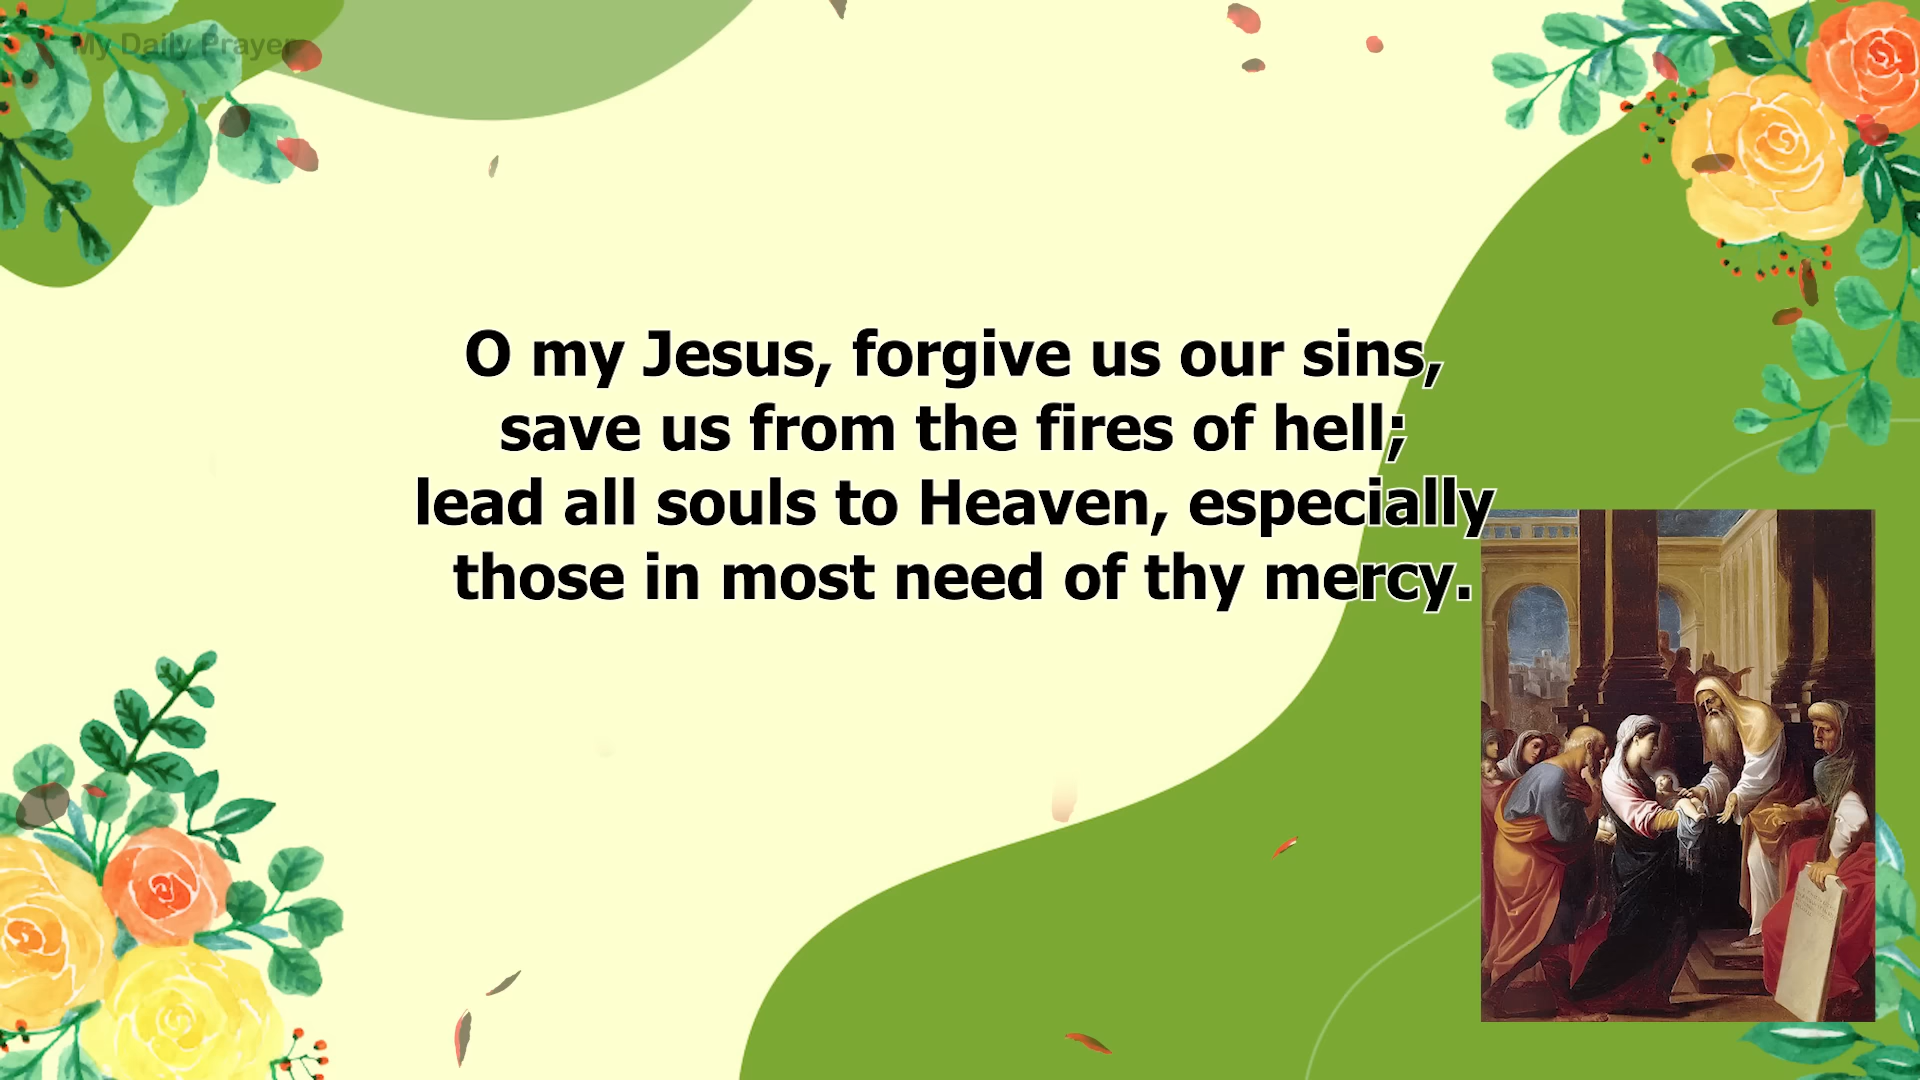 My Daily Prayer
O my Jesus, forgive us our sins,
save us from the fires of hell;
lead all souls to Heaven, especially
those in most need of thy mercy.